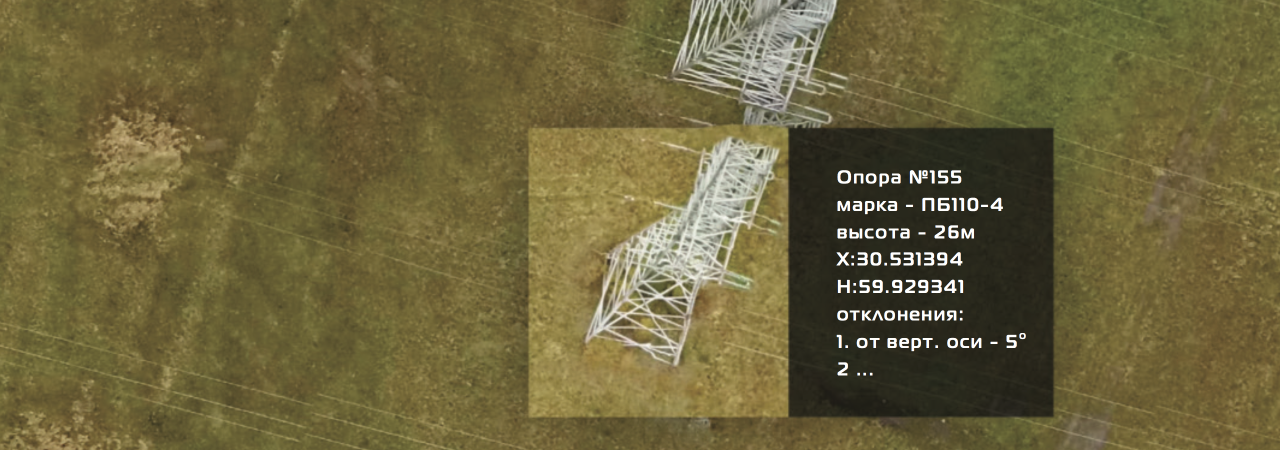 Опора №155
марка - ПБ110-4
высота - 26м
X:30.531394
H:59.929341
отклонения:
1. от верт. оси - 5°
2 ...